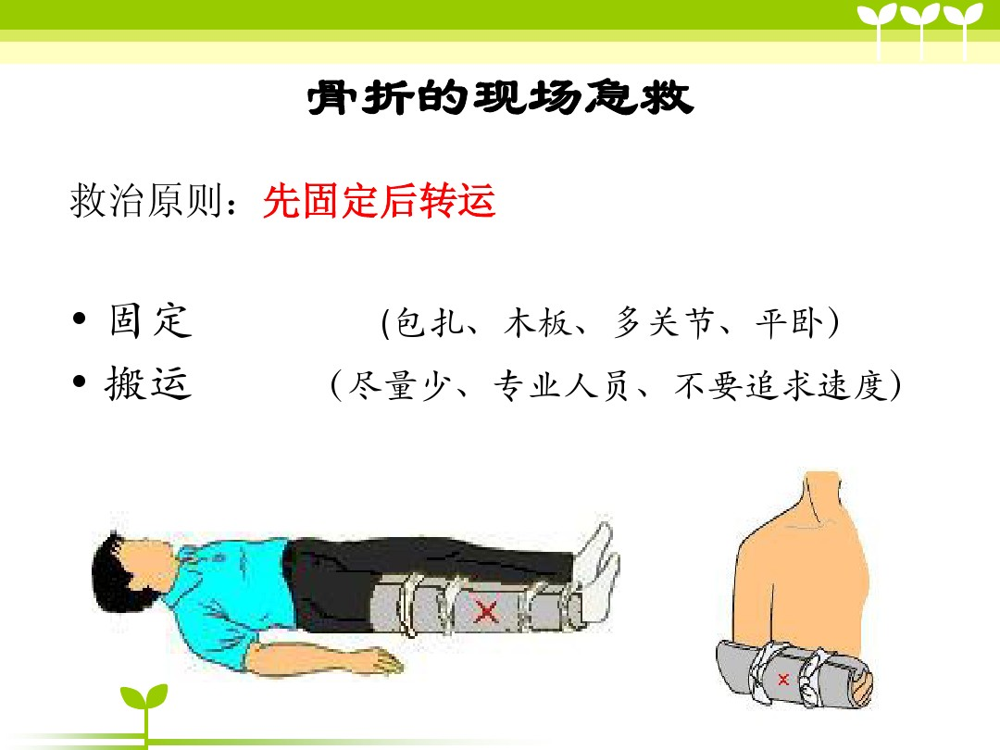 骨折的现场急救
救治原则：先固定后转运
• 固定 (包扎、木板、多关节、平卧）
• 搬运 （尽量少、专业人员、不要追求速度）